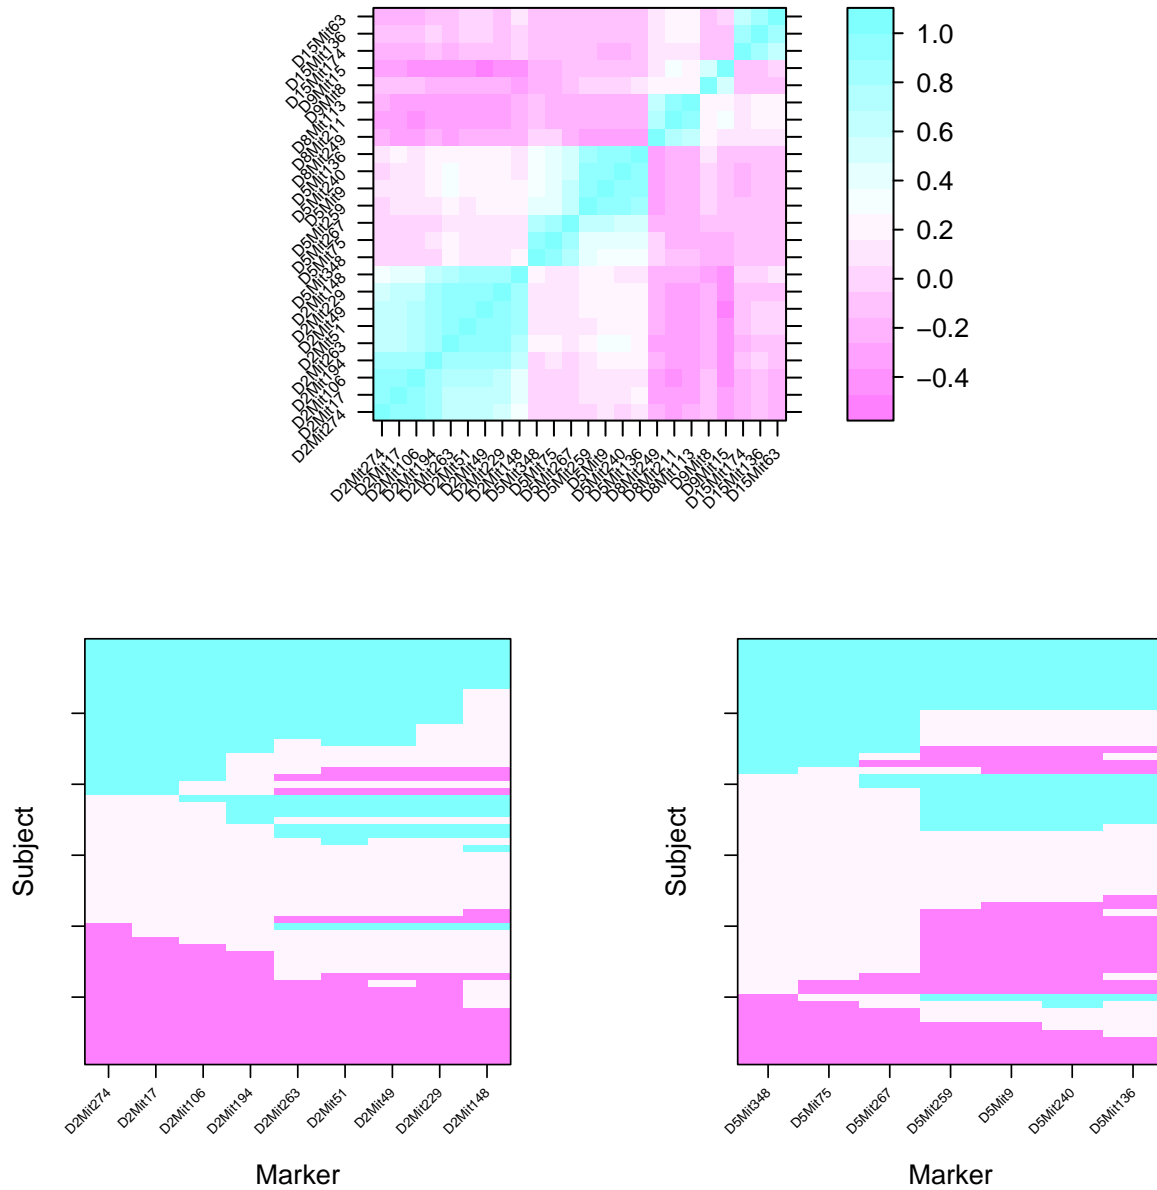 D15Mit63
D15Mit136
D15Mit174
D9Mit15
D9Mit8
D8Mit113
D8Mit211
D8Mit249
D5Mit136
D5Mit240
D5Mit9
D5Mit259
D5Mit267
D5Mit75
D5Mit348
D2Mit148
D2Mit229
D2Mit49
D2Mit51
D2Mit263
D2Mit194
D2Mit106
D2Mit17
D2Mit274
1.0
0.8
0.6
0.4
0.2
0.0
−0.2
−0.4
D2Mit274 D2Mit17 D2Mit106 D2Mit194 D2Mit263 D2Mit51 D2Mit49 D2Mit229 D2Mit148 D5Mit348 D5Mit75 D5Mit267 D5Mit259 D5Mit9 D5Mit240 D5Mit136 D8Mit249 D8Mit211 D8Mit113 D9Mit8 D9Mit15 D15Mit174 D15Mit136 D15Mit63
Subject
D2Mit274 D2Mit17 D2Mit106 D2Mit194 D2Mit263 D2Mit51 D2Mit49 D2Mit229 D2Mit148
Marker
Subject
D5Mit348 D5Mit75 D5Mit267 D5Mit259 D5Mit9 D5Mit240 D5Mit136
Marker